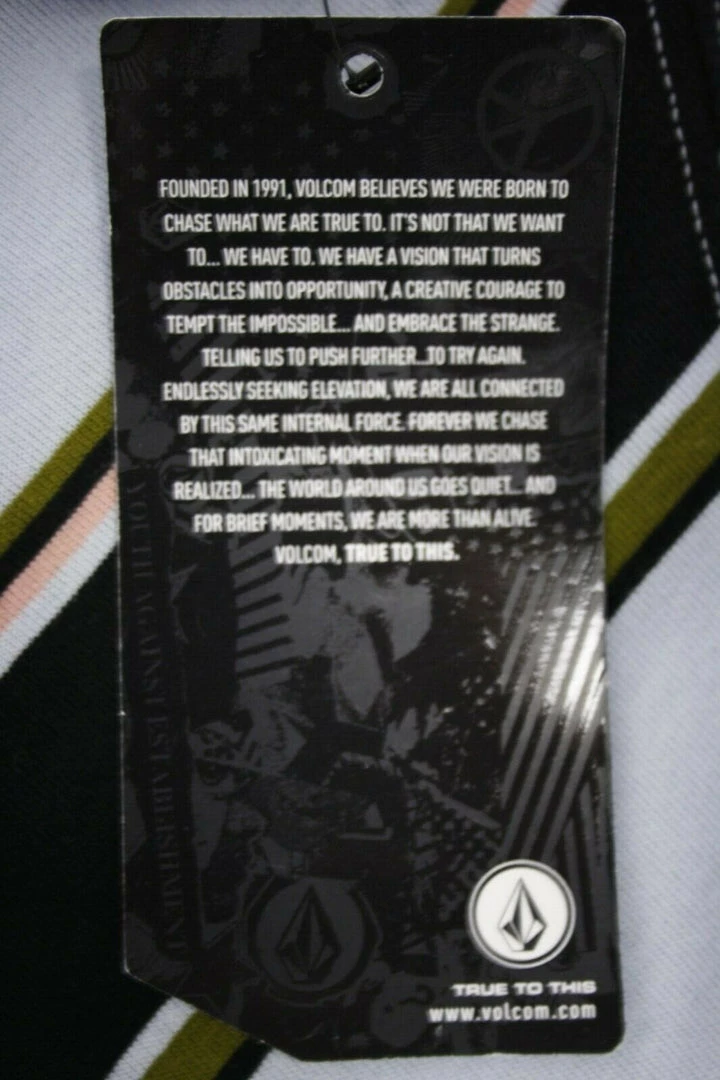 FOUNDED IN 1991, VOLCOM BELIEVES WE WERE BORN TO
CHASE WHAT WE ARE TRUE TO. IT'S NOT THAT WE WANT
TO... WE HAVE TO. WE HAVE A VISION THAT TURNS
OBSTACLES INTO OPPORTUNITY, A CREATIVE COURAGE TO
TEMPT THE IMPOSSIBLE... AND EMBRACE THE STRANGE.
TELLING US TO PUSH FURTHER...TO TRY AGAIN.
ENDLESSLY SEEKING ELEVATION, WE ARE ALL CONNECTED
BY THIS SAME INTERNAL FORCE. FOREVER WE CHASE
THAT INTOXICATING MOMENT WHEN OUR VISION IS
REALIZED... THE WORLD AROUND US GOES QUIET... AND
FOR BRIEF MOMENTS, WE ARE MORE THAN ALIVE.
VOLCOM, TRUE TO THIS.
YOUTH AGAINST ESTABLISHMENT
TRUE TO THIS
www.volcom.com